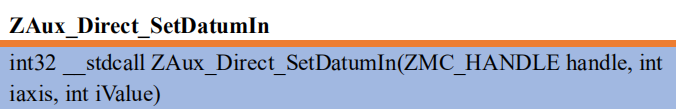 ZAux_Direct_SetDatumIn
int32 __stdcall ZAux_Direct_SetDatumIn(ZMC_HANDLE handle, int
iaxis, int iValue)